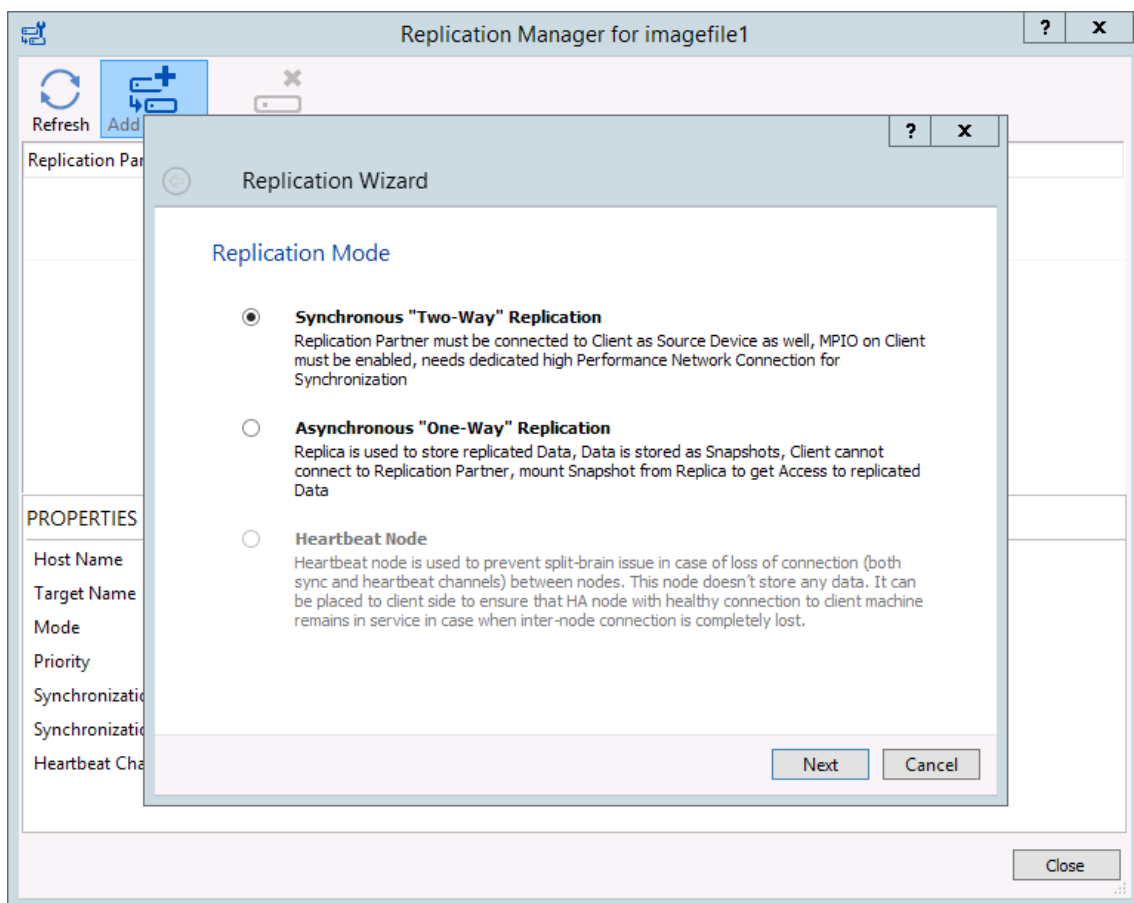 Replication Manager for imagefile1
? x
Refresh Add
? x
Replication Par
Replication Wizard
Replication Mode
Synchronous "Two-Way" Replication
Replication Partner must be connected to Client as Source Device as well, MPIO on Client
must be enabled, needs dedicated high Performance Network Connection for
Synchronization
Asynchronous "One-Way" Replication
Replica is used to store replicated Data, Data is stored as Snapshots, Client cannot
connect to Replication Partner, mount Snapshot from Replica to get Access to replicated
Data
Heartbeat Node
Heartbeat node is used to prevent split-brain issue in case of loss of connection (both
sync and heartbeat channels) between nodes. This node doesn't store any data. It can
be placed to client side to ensure that HA node with healthy connection to client machine
remains in service in case when inter-node connection is completely lost.
PROPERTIES
Host Name
Target Name
Mode
Priority
Synchronizatio
Synchronizatio
Heartbeat Cha
Next Cancel
Close